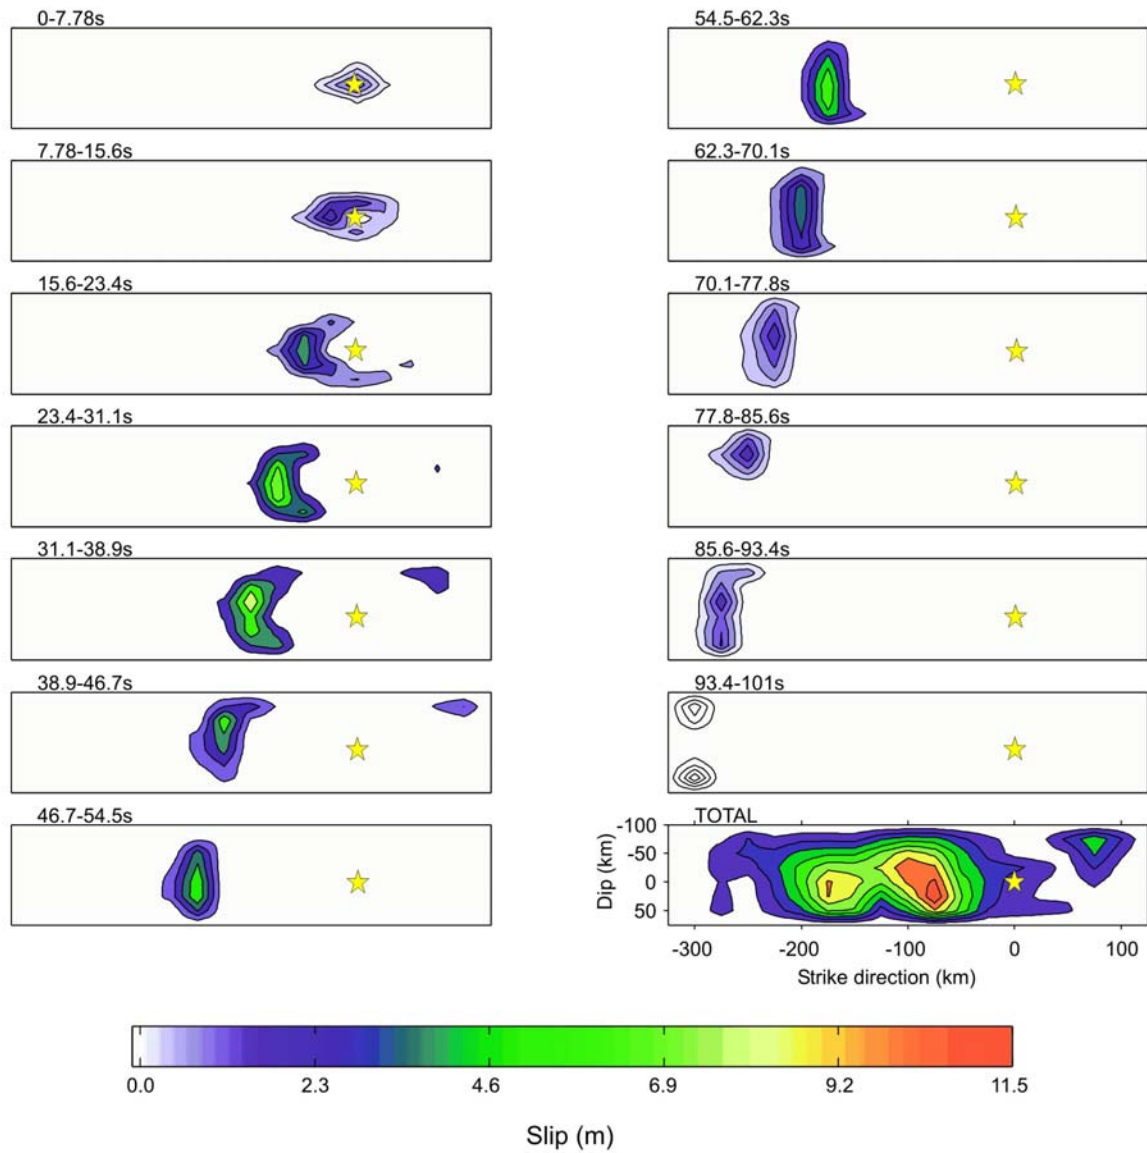 0-7.78s
7.78-15.6s
15.6-23.4s
23.4-31.1s
31.1-38.9s
38.9-46.7s
46.7-54.5s
54.5-62.3s
62.3-70.1s
70.1-77.8s
77.8-85.6s
85.6-93.4s
93.4-101s
TOTAL
-100
-50
0
50
Dip (km)
-300 -200 -100 0 100
Strike direction (km)
0.0 2.3 4.6 6.9 9.2 11.5
Slip (m)